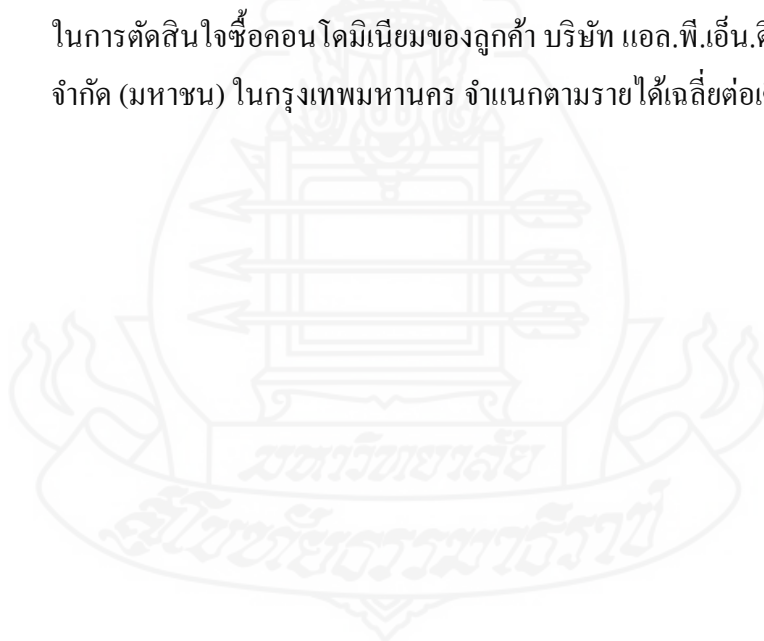 ในการตัดสินใจซื้อคอนโดมิเนียมของลูกค้า บริษัท แอล.พี.เอ็น.
จำกัด (มหาชน) ในกรุงเทพมหานคร จำแนกตามรายได้เฉลี่ยต่อ
มหาวิทยาลัย
สุโขทัยธรรมาธิราช